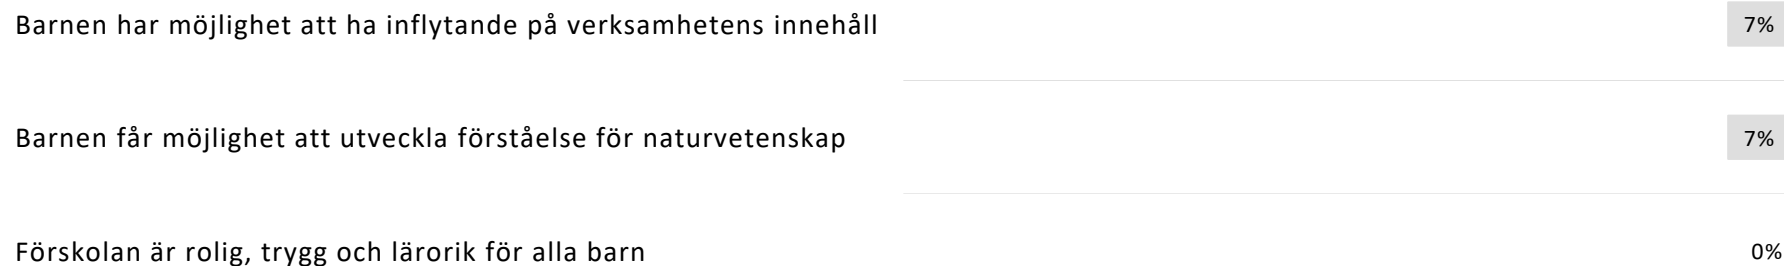 Barnen har möjlighet att ha inflytande på verksamhetens innehåll 7%
Barnen får möjlighet att utveckla förståelse för naturvetenskap 7%
Förskolan är rolig, trygg och lärorik för alla barn 0%